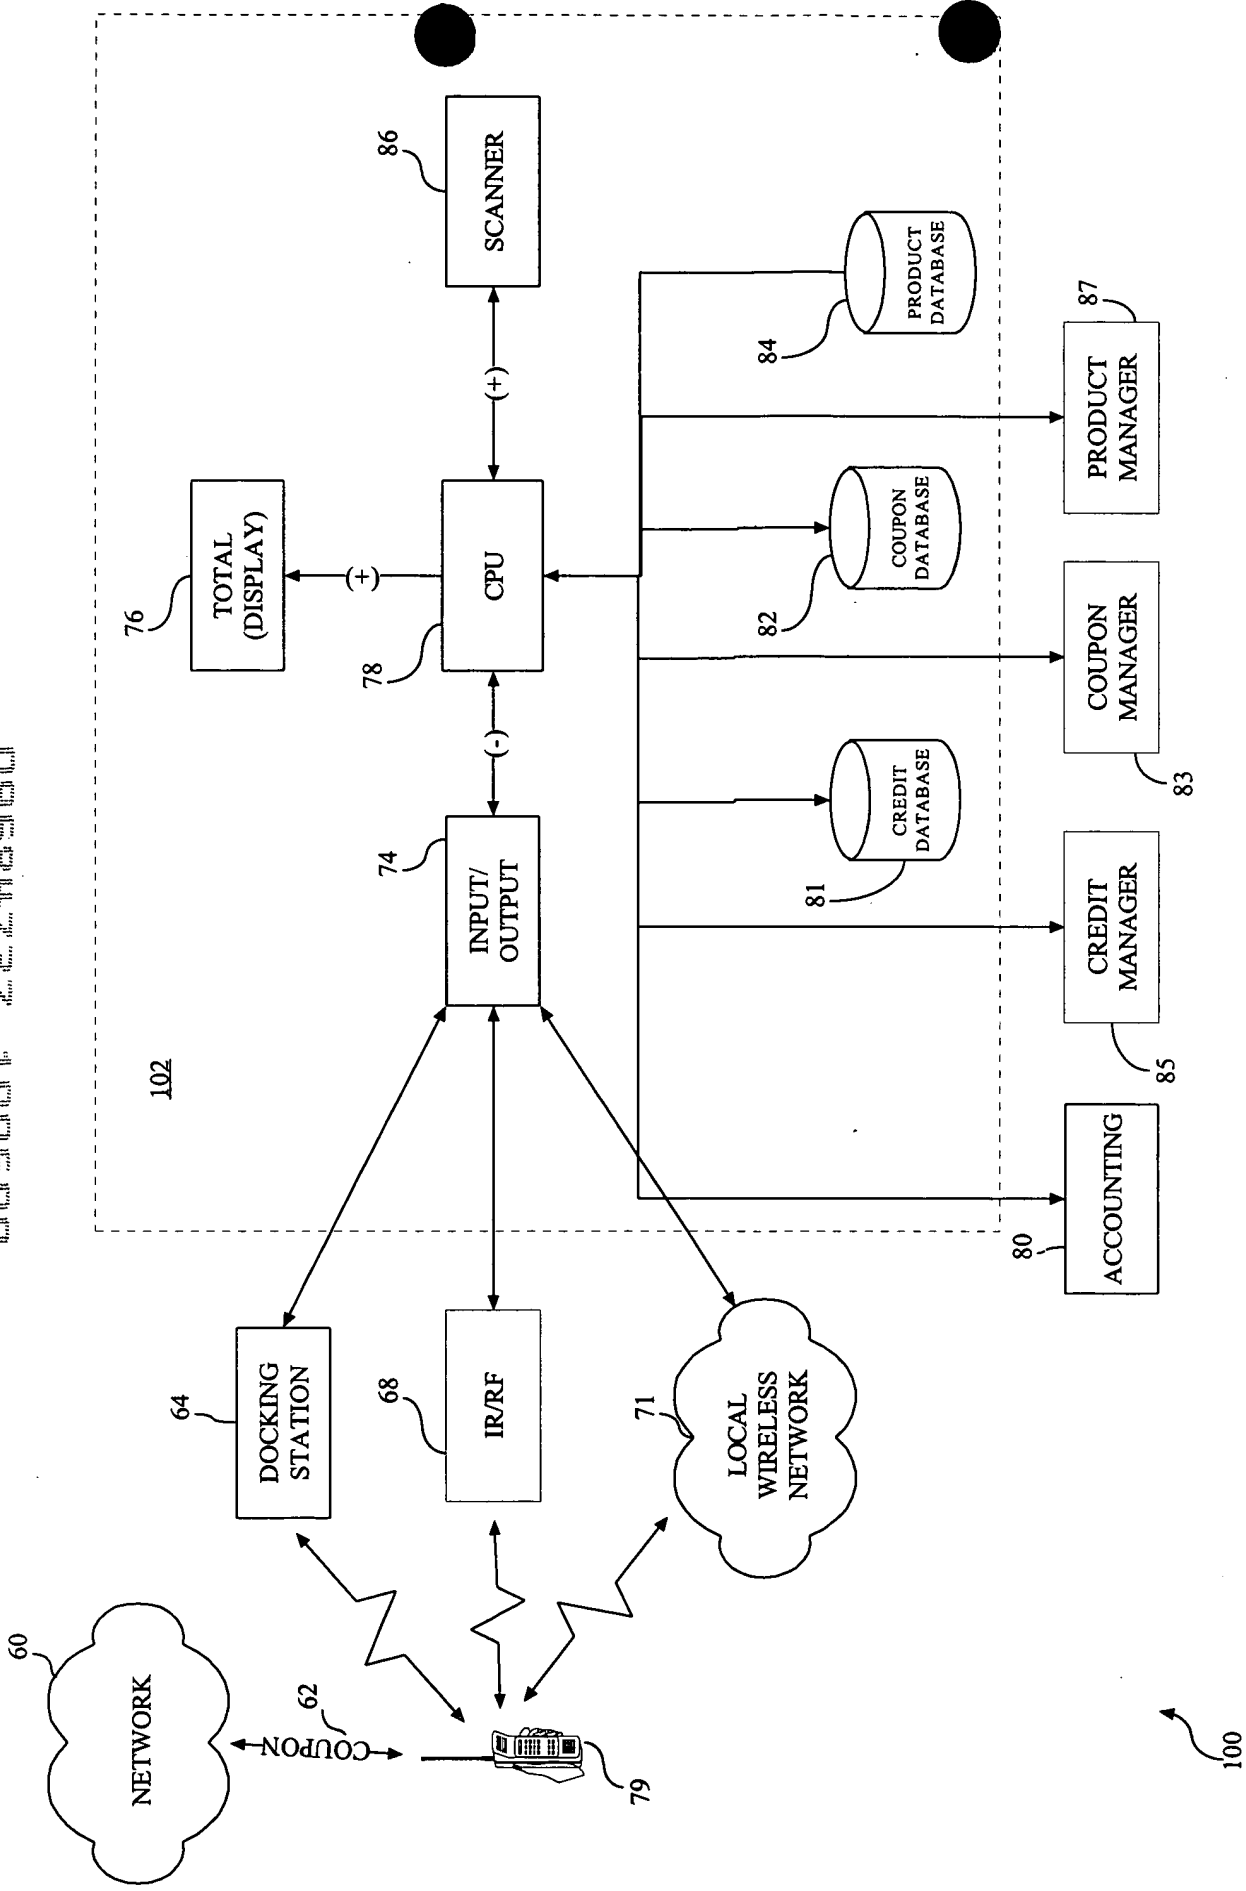 NETWORK
60
COUPON
62
79
DOCKING
STATION
64
IR/RF
68
LOCAL
WIRELESS
NETWORK
71
102
INPUT/
OUTPUT
74
(-)
CPU
78
(+)
TOTAL
(DISPLAY)
76
(+)
SCANNER
86
CREDIT
DATABASE
81
COUPON
DATABASE
82
PRODUCT
DATABASE
84
ACCOUNTING
80
CREDIT
MANAGER
85
COUPON
MANAGER
83
PRODUCT
MANAGER
87
100